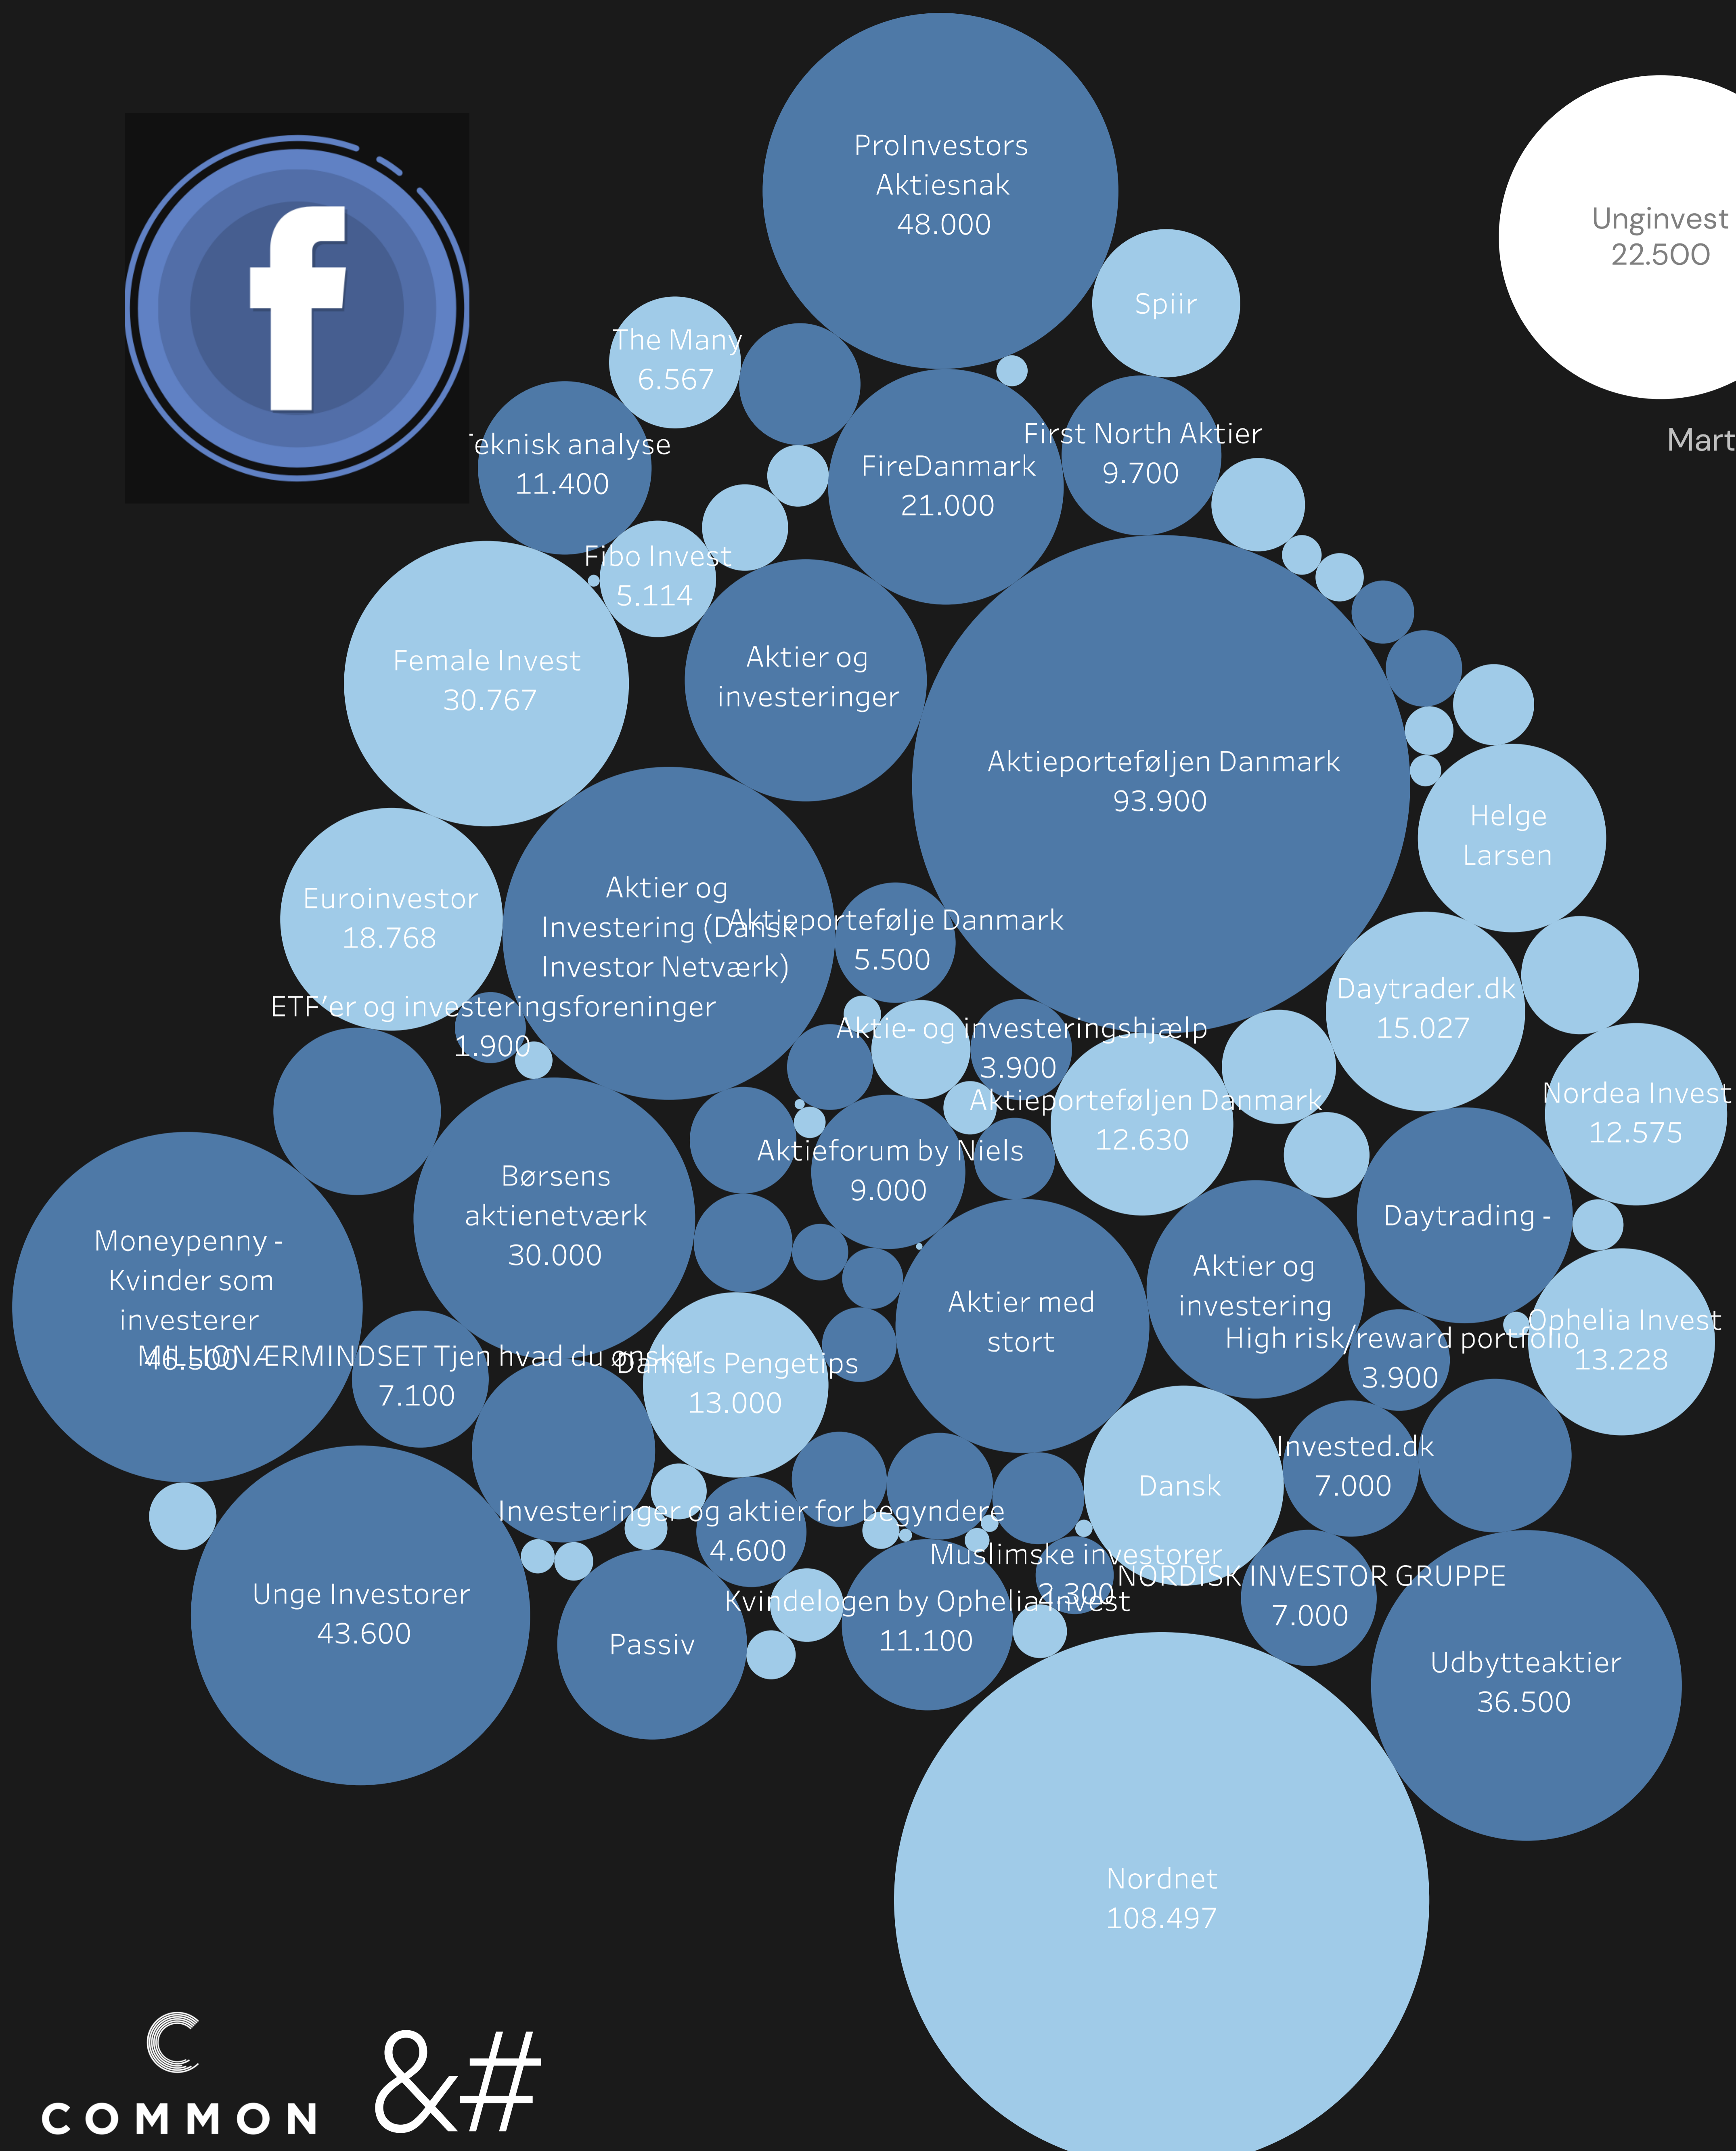 ProInvestors
Aktiesnak
48.000
Unginvest
22.500
Mart
Spiir
The Many
6.567
Teknisk analyse
11.400
First North Aktier
9.700
FireDanmark
21.000
Fibo Invest
5.114
Female Invest
30.767
Aktier og
investeringer
Aktieporteføljen Danmark
93.900
Helge
Larsen
Euroinvestor
18.768
Aktier og
Investering (Dansk
Investor Netværk)
Aktieportefølje Danmark
5.500
ETF'er og investeringsforeninger
1.900
Daytrader.dk
15.027
Aktie- og investeringshjælp
3.900
Aktieporteføljen Danmark
12.630
Nordea Invest
12.575
Aktieforum by Niels
9.000
Børsens
aktienetværk
30.000
Daytrading -
Moneypenny -
Kvinder som
investerer
46.500
Aktier og
investering
Aktier med
stort
Ophelia Invest
13.228
High risk/reward portfolio
3.900
MILLIONÆRMINDSET Tjen hvad du ønsker
7.100
Daniels Pengetips
13.000
Invested.dk
7.000
Dansk
Investeringer og aktier for begyndere
4.600
Muslimske investorer
2.300
NORDISK INVESTOR GRUPPE
7.000
Kvindelogen by Ophelia Invest
11.100
Unge Investorer
43.600
Passiv
Udbytteaktier
36.500
Nordnet
108.497
COMMON
&#